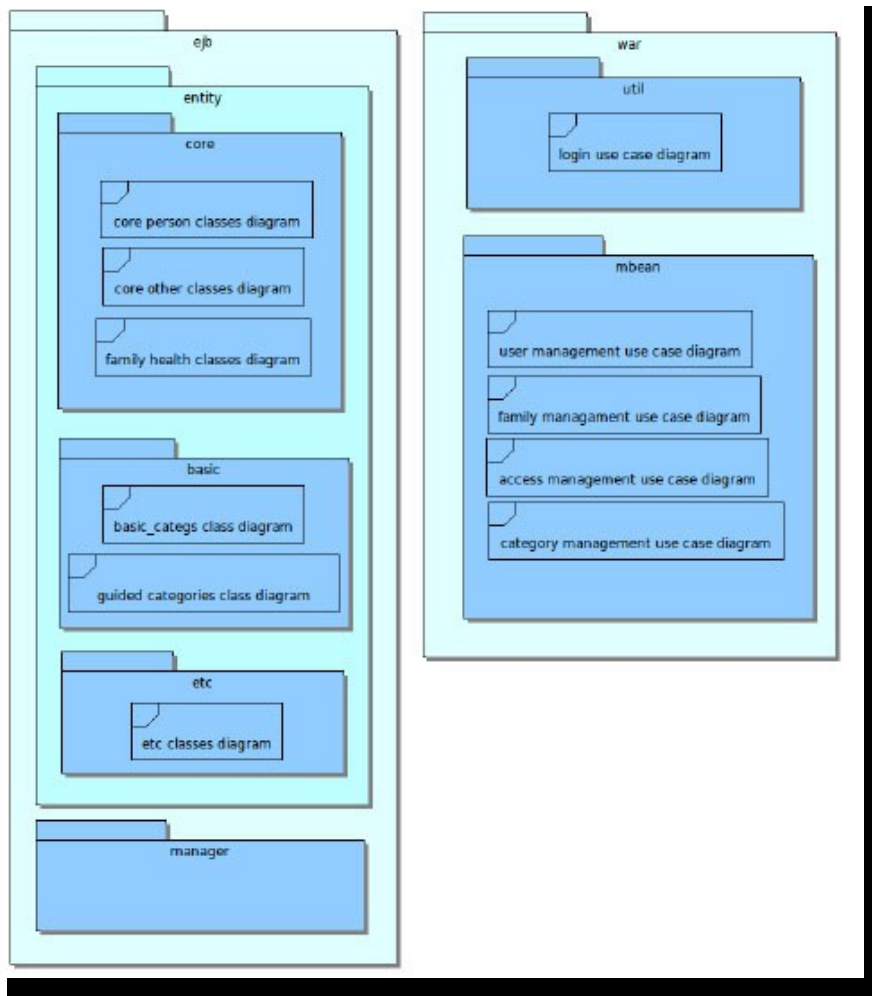 ejb
entity
core
core person classes diagram
core other classes diagram
family health classes diagram
basic
basic_categs class diagram
guided categories class diagram
etc
etc classes diagram
manager
war
util
login use case diagram
mbean
user management use case diagram
family managament use case diagram
access management use case diagram
category management use case diagram